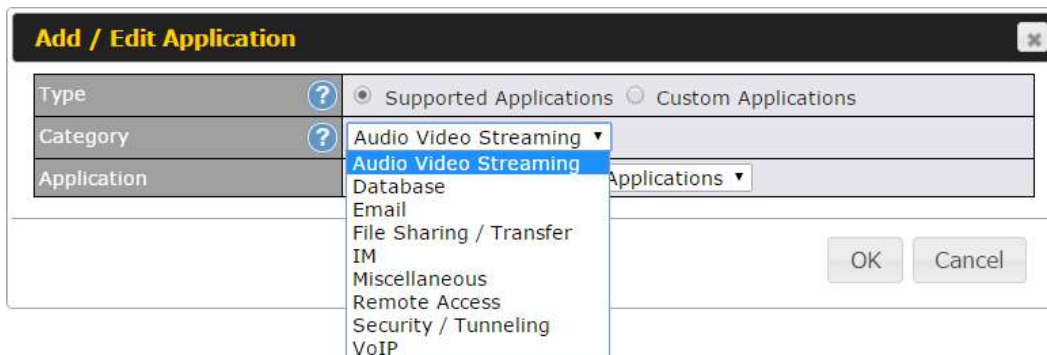 Add / Edit Application
Type ? Supported Applications Custom Applications
Category ? Audio Video Streaming
Audio Video Streaming
Application Applications
Database
Email
File Sharing / Transfer
IM
Miscellaneous
Remote Access
Security / Tunneling
VoIP
OK Cancel